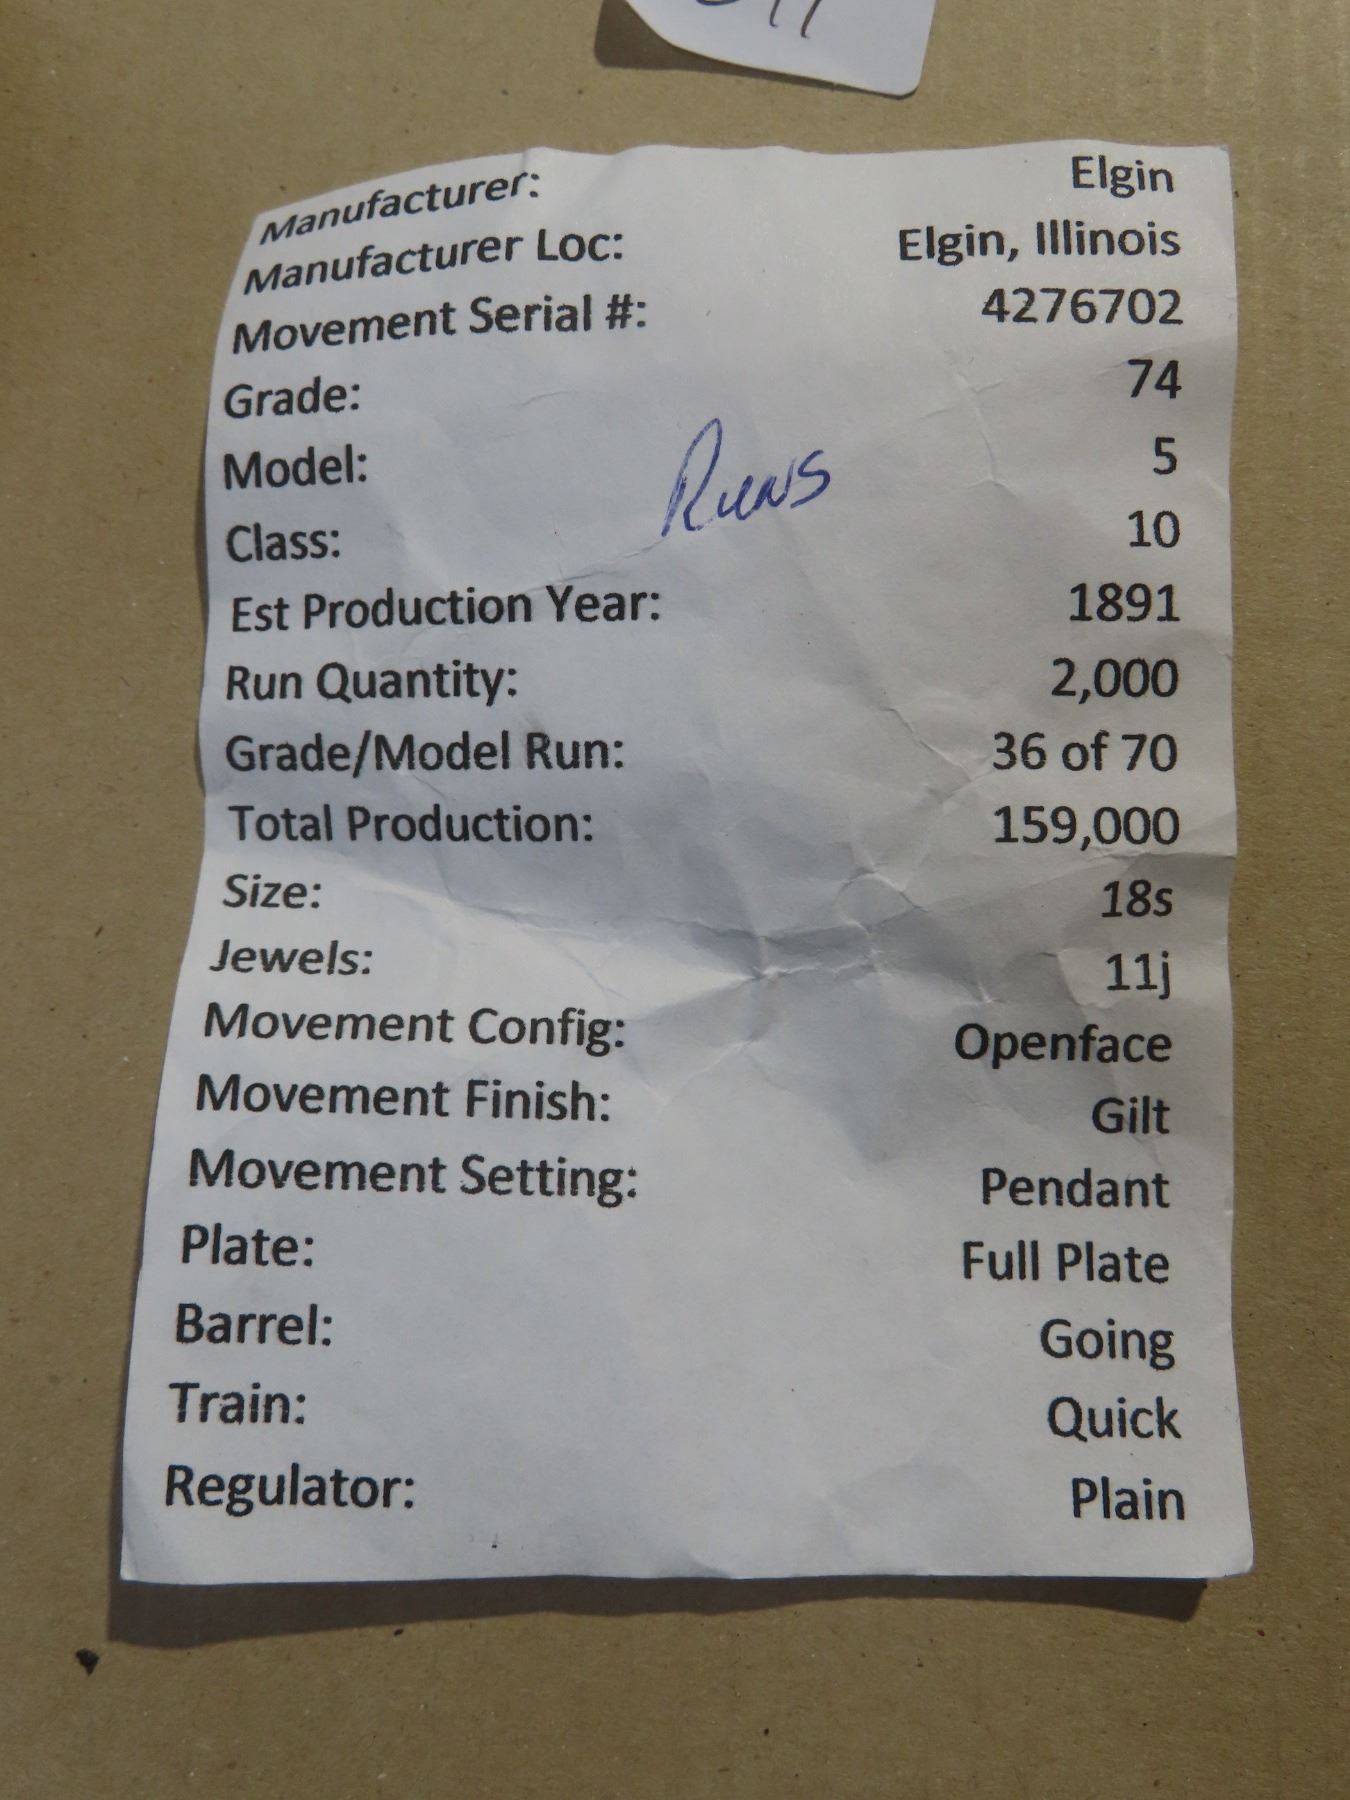 Manufacturer: Elgin
Manufacturer Loc: Elgin, Illinois
Movement Serial #: 4276702
Grade: 74
Model: 5
Runs
Class: 10
Est Production Year: 1891
Run Quantity: 2,000
Grade/Model Run: 36 of 70
Total Production: 159,000
Size: 18s
Jewels: 11j
Movement Config: Openface
Movement Finish: Gilt
Movement Setting: Pendant
Plate: Full Plate
Barrel: Going
Train: Quick
Regulator: Plain